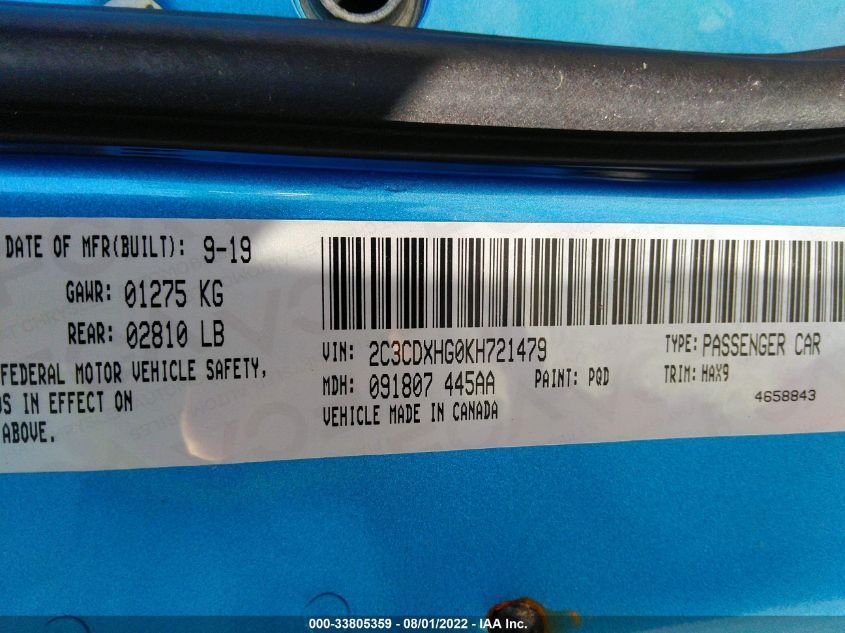 DATE OF MFR(BUILT): 9-19
GAWR: 01275 KG
REAR: 02810 LB
FEDERAL MOTOR VEHICLE SAFETY,
DS IN EFFECT ON
ABOVE.
VIN: 2C3CDXHG0KH721479 TYPE: PASSENGER CAR
MDH: 091807 445AA PAINT: PQD TRIM: HAX9
VEHICLE MADE IN CANADA 4658843
000-33805359 - 08/01/2022 - IAA Inc.